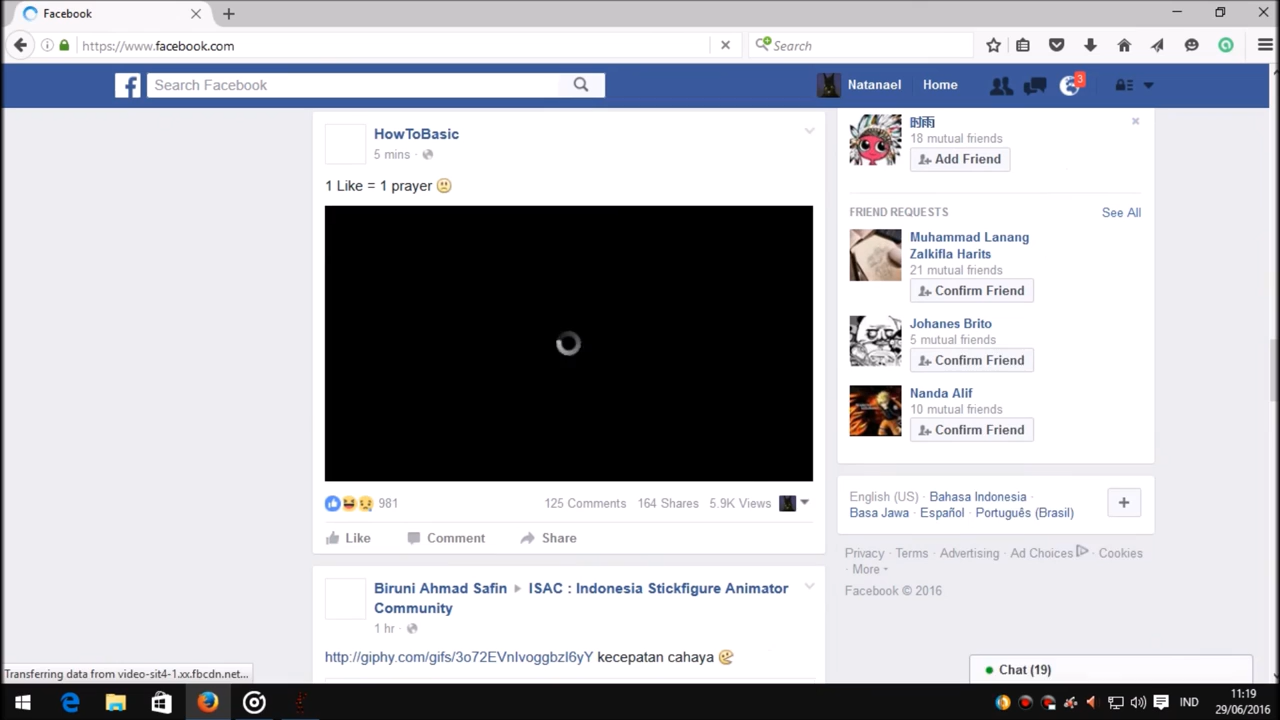 Facebook
https://www.facebook.com
Search
Search Facebook
Natanael
Home
3
HowToBasic
5 mins ·
1 Like = 1 prayer
981
125 Comments 164 Shares 5.9K Views
Like Comment Share
Biruni Ahmad Safin ▸ ISAC : Indonesia Stickfigure Animator
Community
1 hr ·
http://giphy.com/gifs/3o72EVnIvoggbzI6yY kecepatan cahaya
时雨
18 mutual friends
Add Friend
FRIEND REQUESTS See All
Muhammad Lanang
Zalkifla Harits
21 mutual friends
Confirm Friend
Johanes Brito
5 mutual friends
Confirm Friend
Nanda Alif
10 mutual friends
Confirm Friend
English (US) · Bahasa Indonesia ·
Basa Jawa · Español · Português (Brasil)
Privacy · Terms · Advertising · Ad Choices · Cookies
· More
Facebook © 2016
Chat (19)
Transferring data from video-sit4-1.xx.fbcdn.net...
IND
11:19
29/06/2016